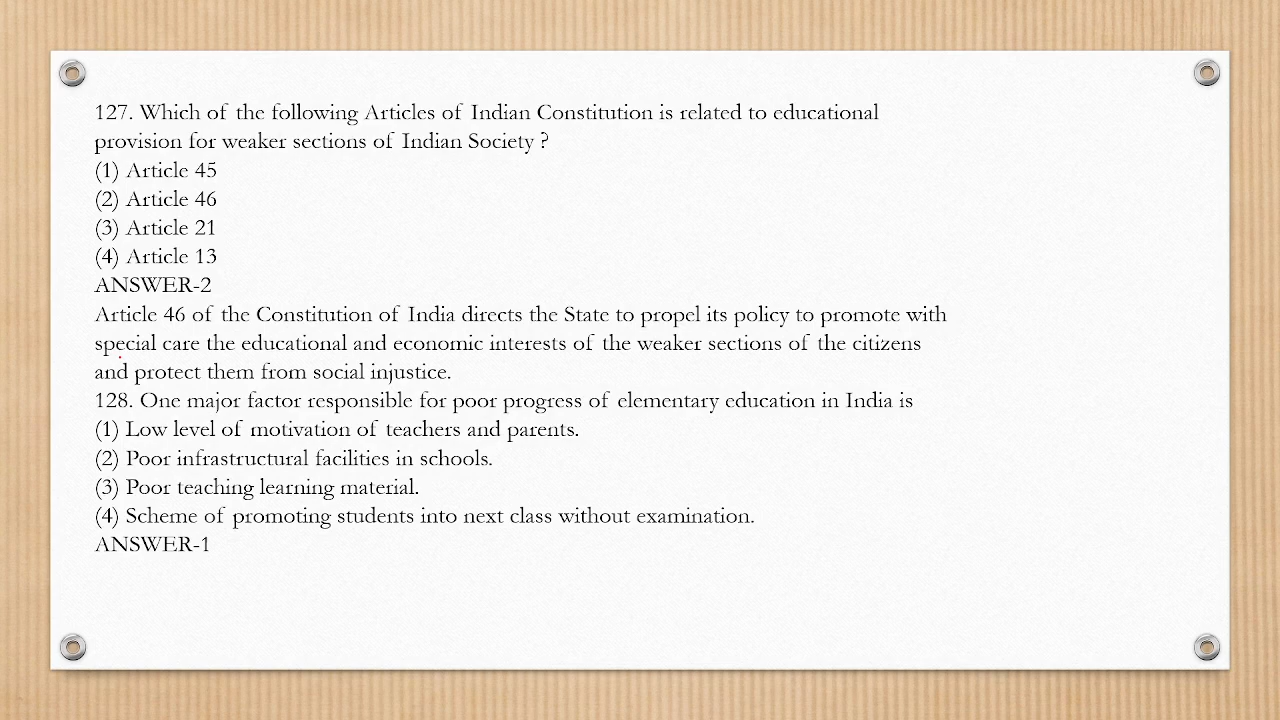 127. Which of the following Articles of Indian Constitution is related to educational
provision for weaker sections of Indian Society ?
(1) Article 45
(2) Article 46
(3) Article 21
(4) Article 13
ANSWER-2
Article 46 of the Constitution of India directs the State to propel its policy to promote with
special care the educational and economic interests of the weaker sections of the citizens
and protect them from social injustice.
128. One major factor responsible for poor progress of elementary education in India is
(1) Low level of motivation of teachers and parents.
(2) Poor infrastructural facilities in schools.
(3) Poor teaching learning material.
(4) Scheme of promoting students into next class without examination.
ANSWER-1